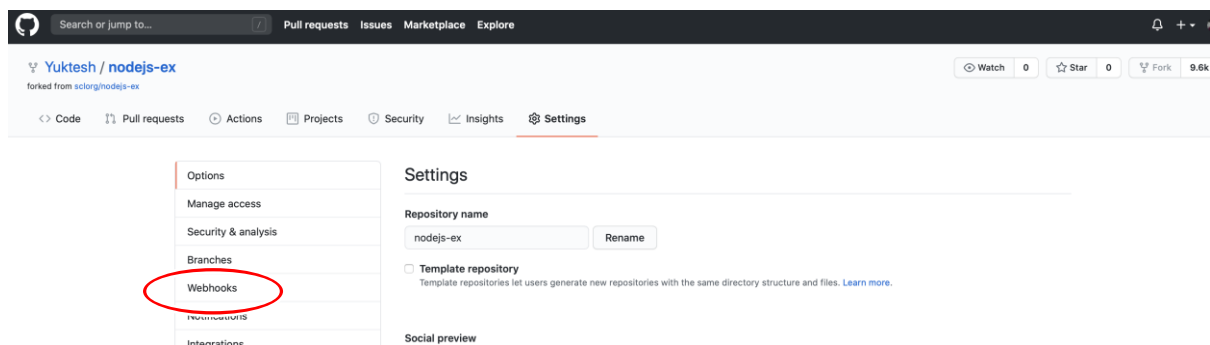 Search or jump to... / Pull requests Issues Marketplace Explore
Yuktesh / nodejs-ex Watch 0 Star 0 Fork 9.6k
forked from sclorg/nodejs-ex
<> Code Pull requests Actions Projects Security Insights Settings
Options
Manage access
Security & analysis
Branches
Webhooks
Notifications
Integrations
Settings
Repository name
nodejs-ex Rename
Template repository
Template repositories let users generate new repositories with the same directory structure and files. Learn more.
Social preview